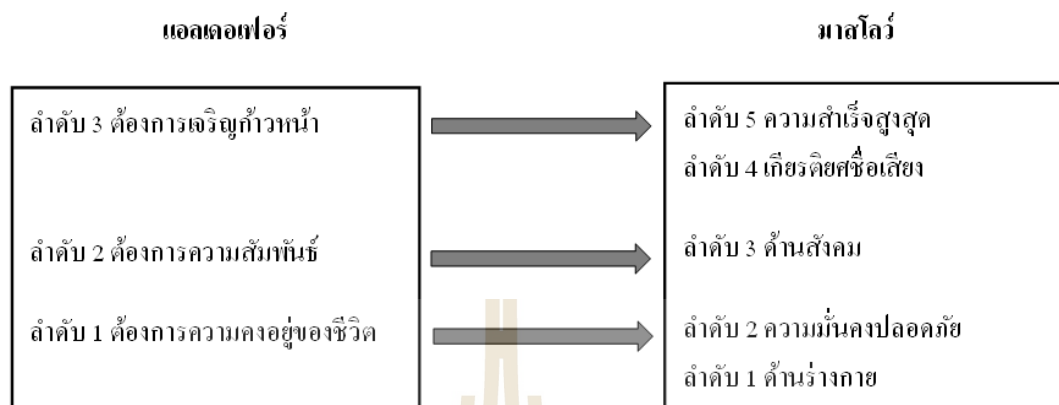 แอลเดอเฟอร์
มาสโลว์
ลำดับ 3 ต้องการเจริญก้าวหน้า
ลำดับ 2 ต้องการความสัมพันธ์
ลำดับ 1 ต้องการความคงอยู่ของชีวิต
ลำดับ 5 ความสำเร็จสูงสุด
ลำดับ 4 เกียรติยศชื่อเสียง
ลำดับ 3 ด้านสังคม
ลำดับ 2 ความมั่นคงปลอดภัย
ลำดับ 1 ด้านร่างกาย